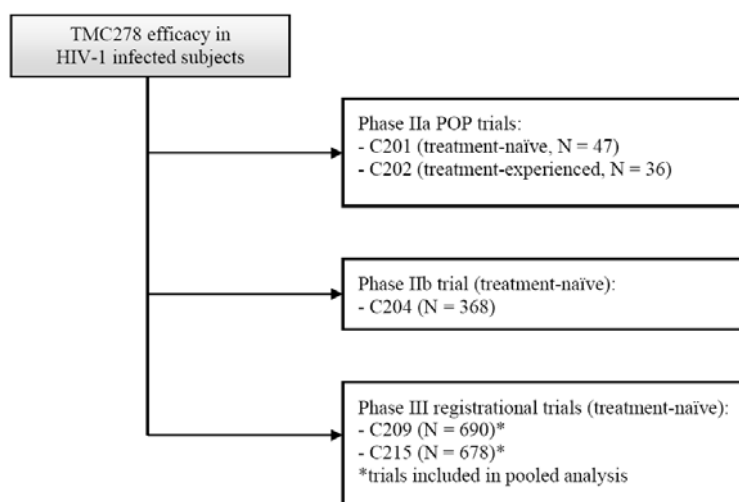 TMC278 efficacy in
HIV-1 infected subjects
Phase IIa POP trials:
- C201 (treatment-naïve, N = 47)
- C202 (treatment-experienced, N = 36)
Phase IIb trial (treatment-naïve):
- C204 (N = 368)
Phase III registrational trials (treatment-naïve):
- C209 (N = 690)*
- C215 (N = 678)*
*trials included in pooled analysis